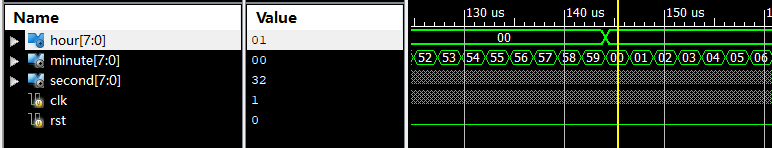 Name Value 130 us 140 us 150 us
hour[7:0] 01 00
minute[7:0] 00 52 53 54 55 56 57 58 59 00 01 02 03 04 05 06
second[7:0] 32
clk 1
rst 0